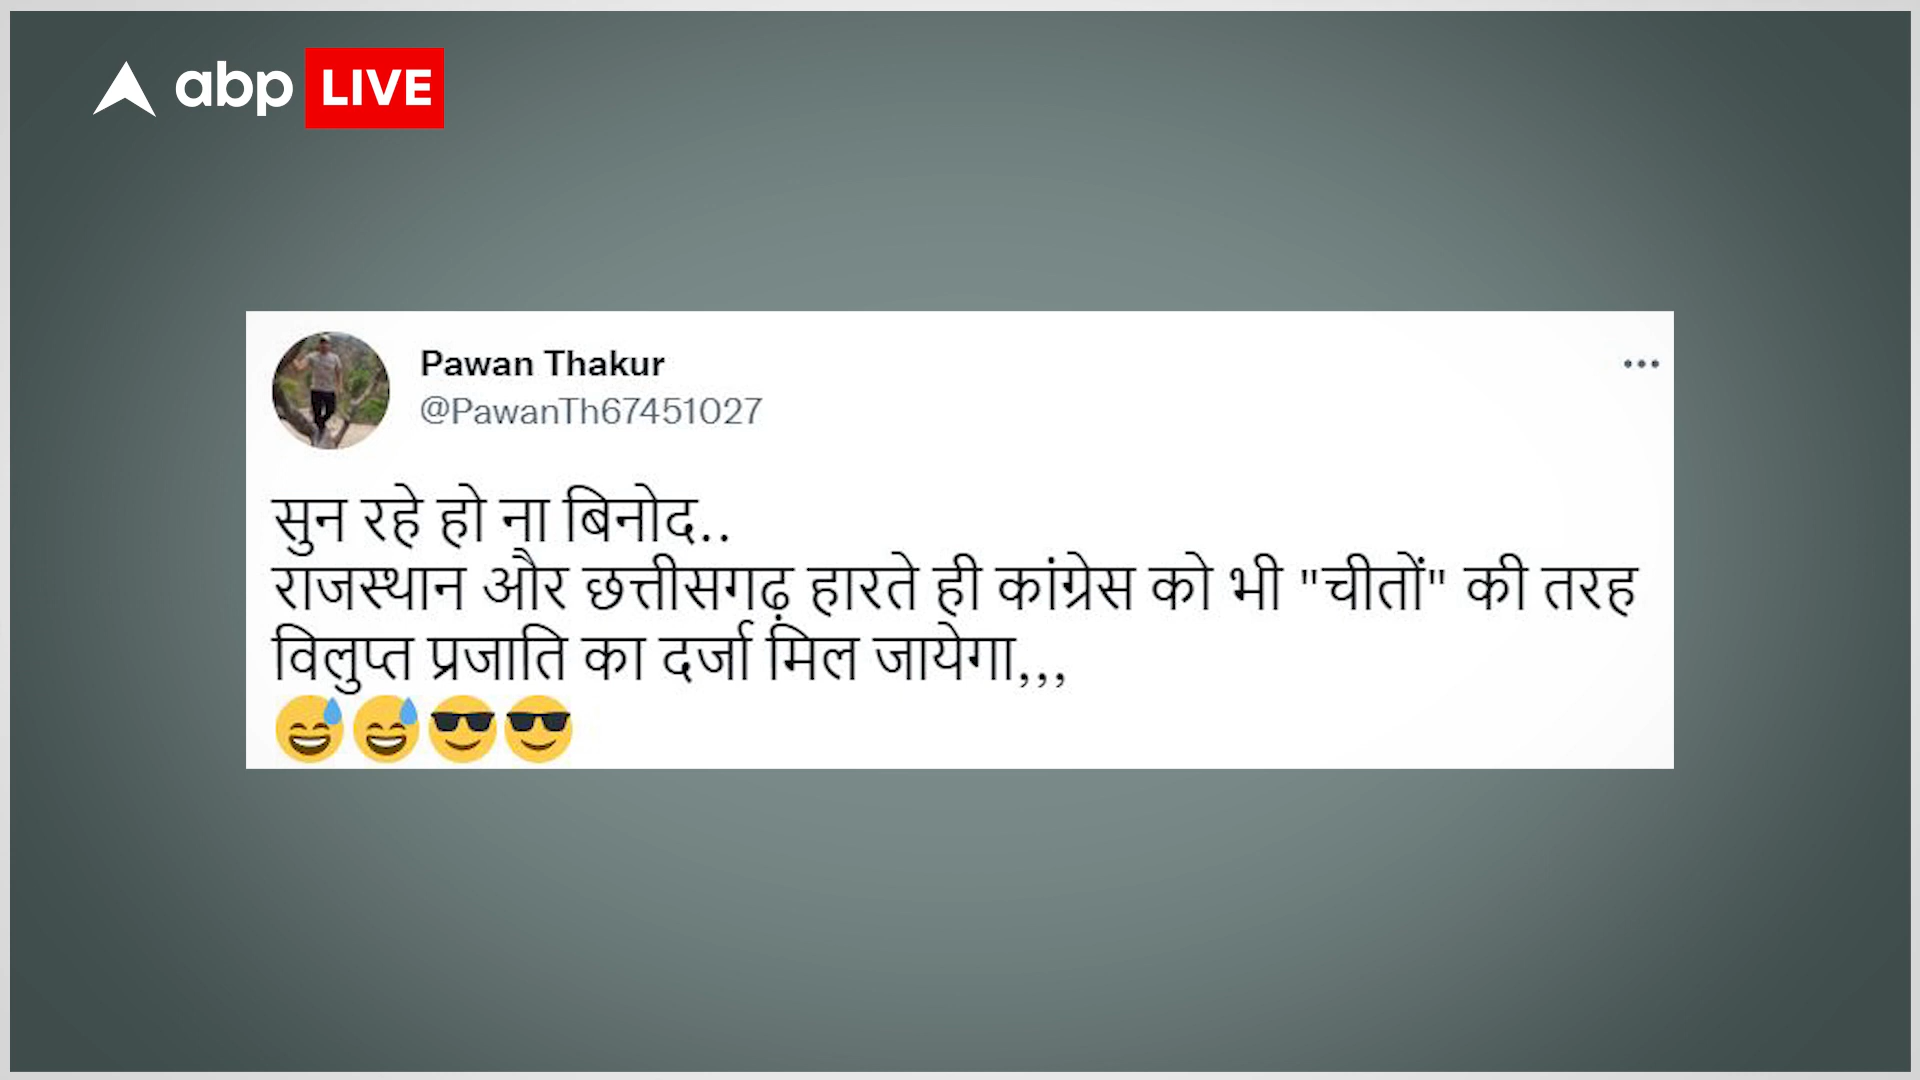 abp LIVE
Pawan Thakur
@PawanTh67451027
सुन रहे हो ना बिनोद..
राजस्थान और छत्तीसगढ़ हारते ही कांग्रेस को भी "चीतों" की तरह
विलुप्त प्रजाति का दर्जा मिल जायेगा,,,
😅😅😎😎